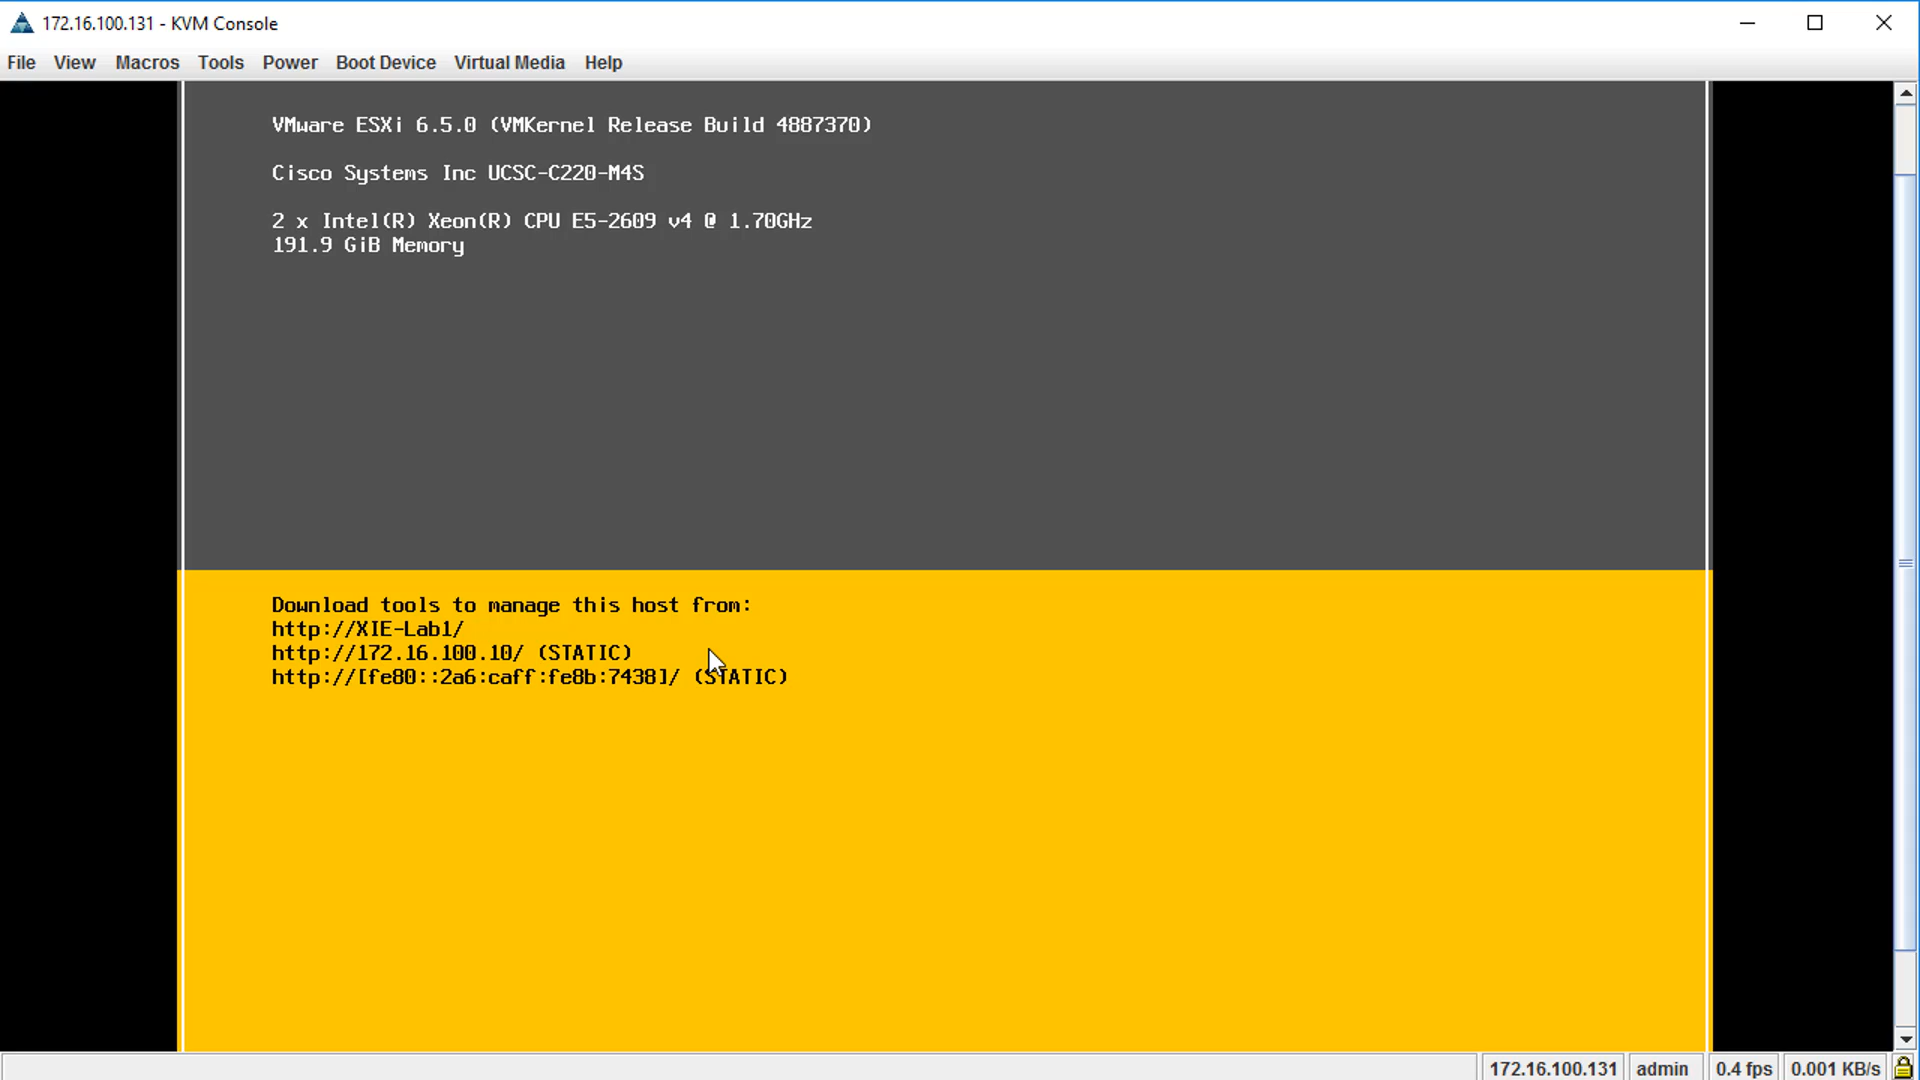 172.16.100.131 - KVM Console
File View Macros Tools Power Boot Device Virtual Media Help
VMware ESXi 6.5.0 (VMKernel Release Build 4887370)
Cisco Systems Inc UCSC-C220-M4S
2 x Intel(R) Xeon(R) CPU E5-2609 v4 @ 1.70GHz
191.9 GiB Memory
Download tools to manage this host from:
http://XIE-Lab1/
http://172.16.100.10/ (STATIC)
http://[fe80::2a6:caff:fe8b:7438]/ (STATIC)
172.16.100.131 admin 0.4 fps 0.001 KB/s